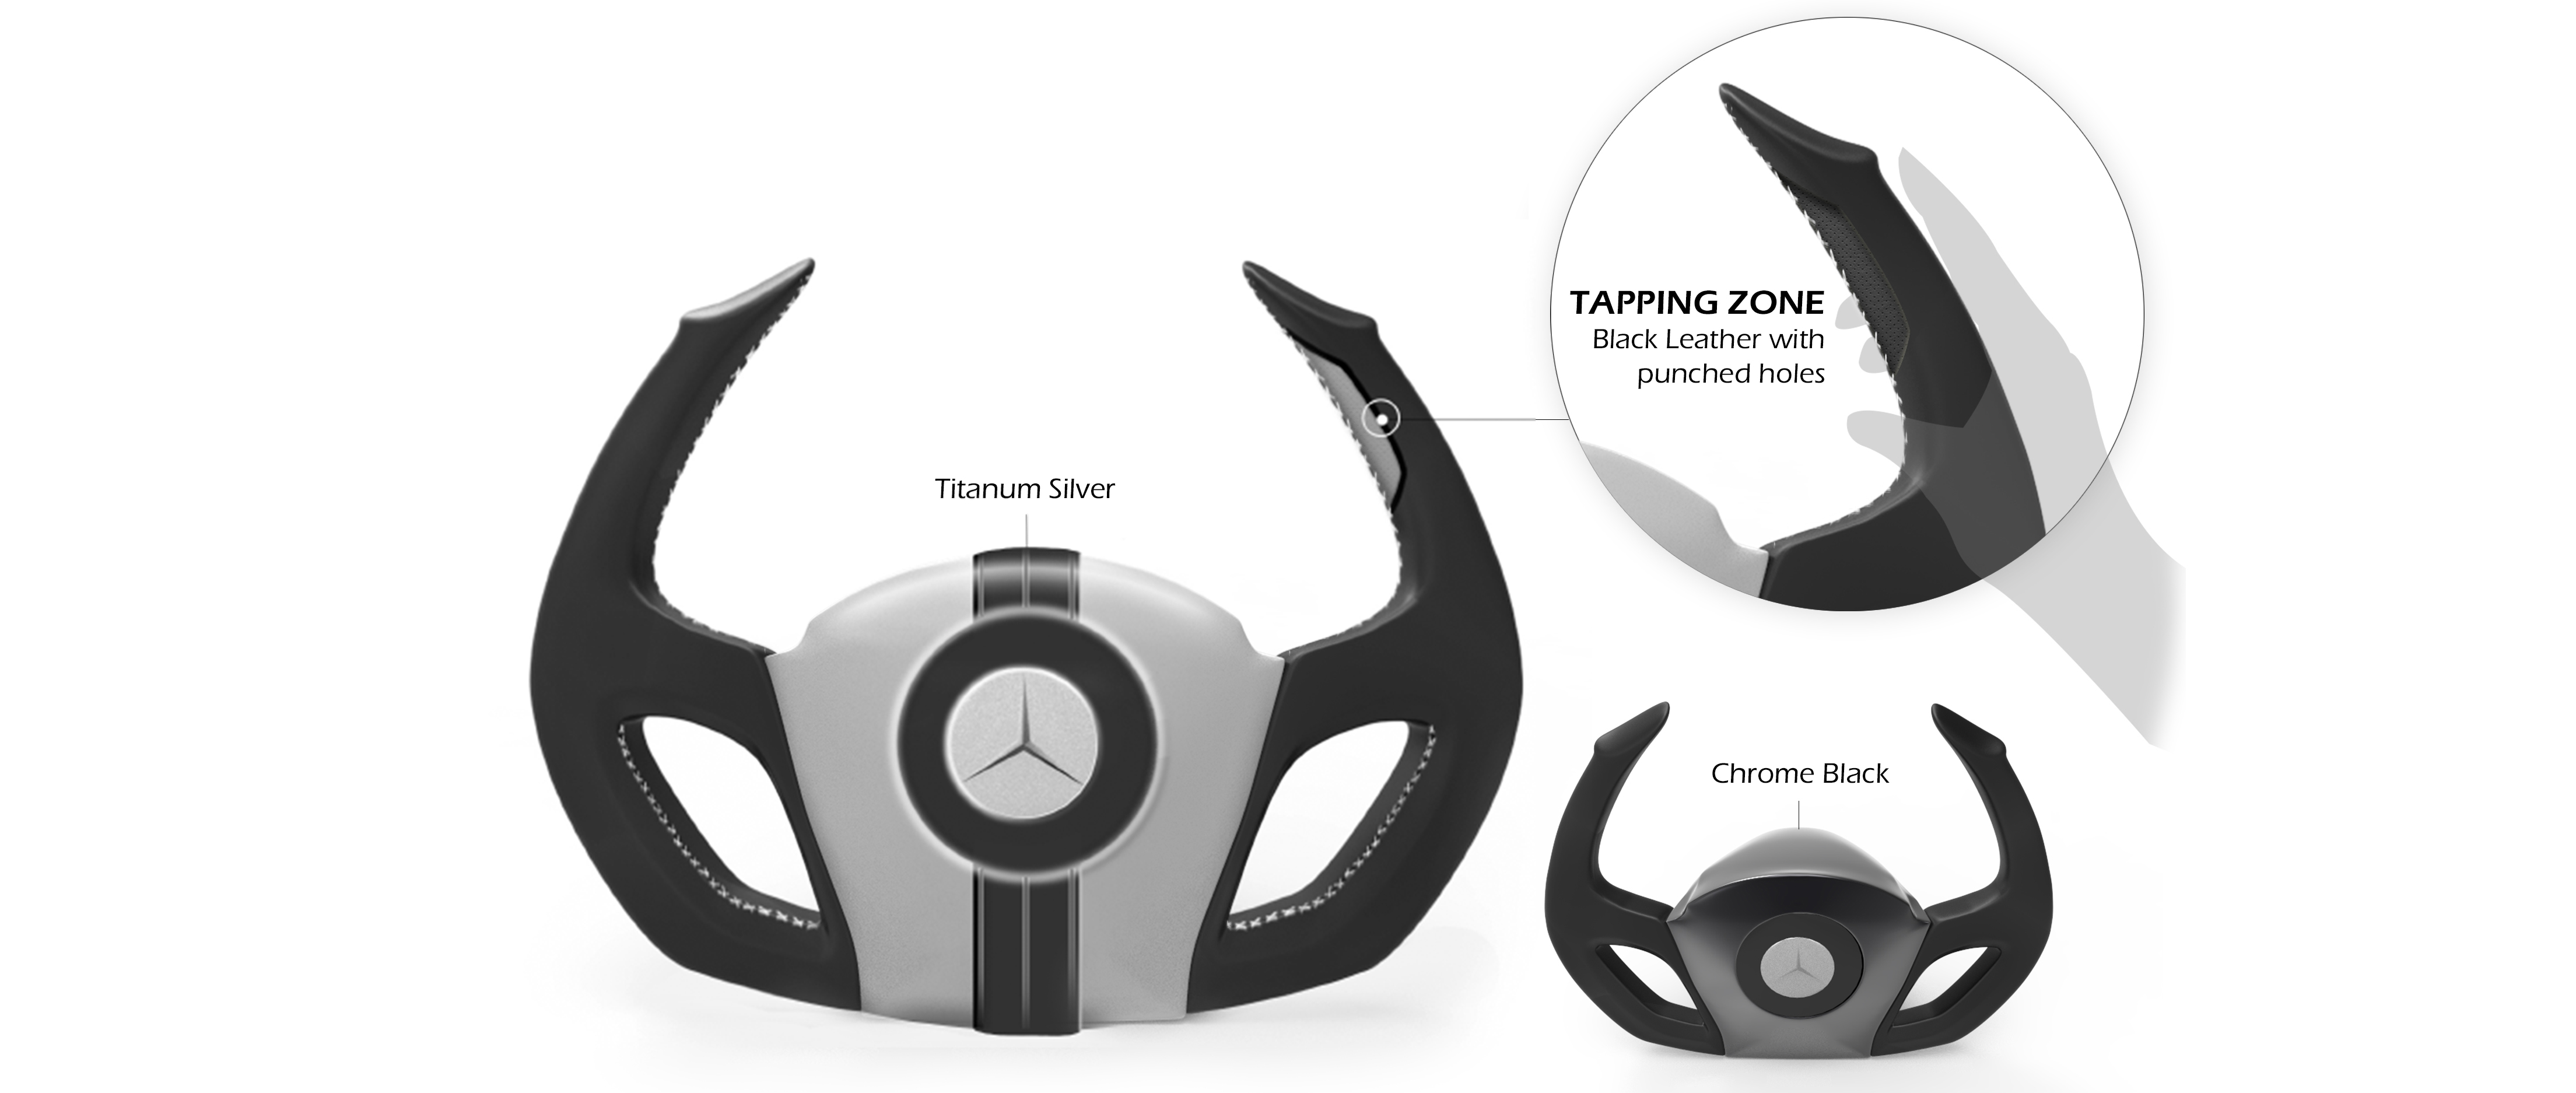 TAPPING ZONE
Black Leather with
punched holes
Titanum Silver
Chrome Black